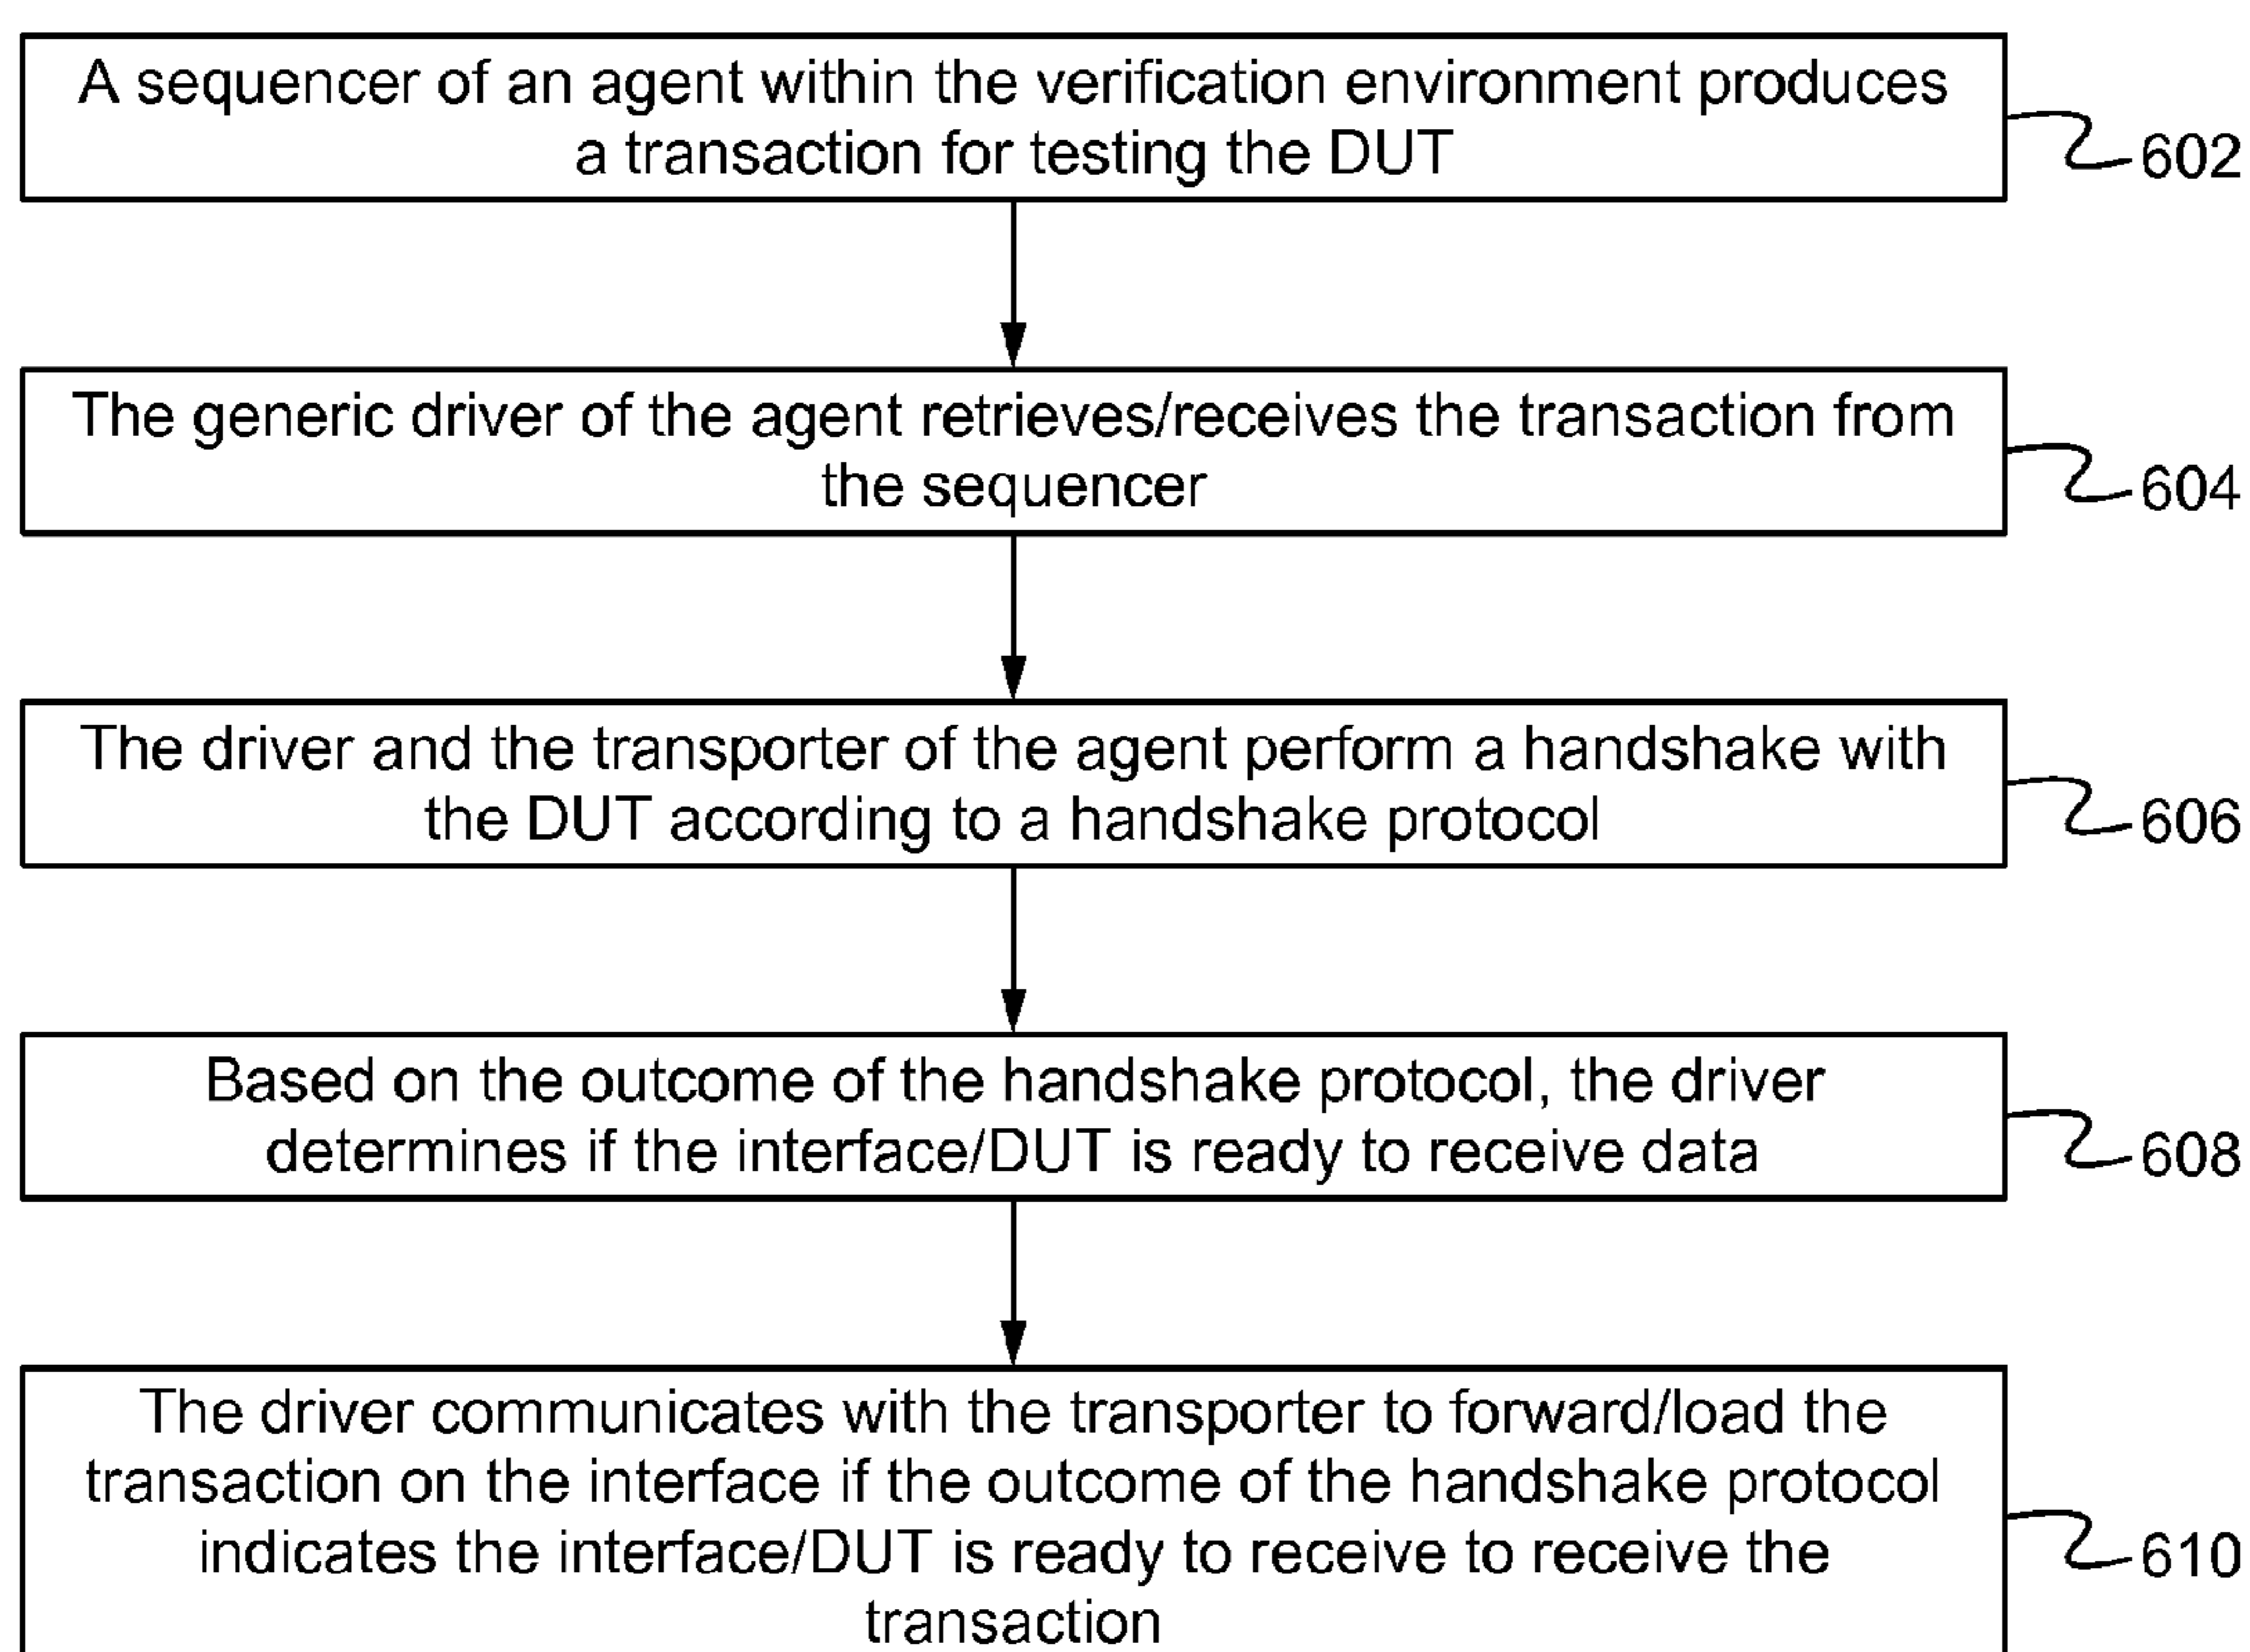 A sequencer of an agent within the verification environment produces
a transaction for testing the DUT
602
The generic driver of the agent retrieves/receives the transaction from
the sequencer
604
The driver and the transporter of the agent perform a handshake with
the DUT according to a handshake protocol
606
Based on the outcome of the handshake protocol, the driver
determines if the interface/DUT is ready to receive data
608
The driver communicates with the transporter to forward/load the
transaction on the interface if the outcome of the handshake protocol
indicates the interface/DUT is ready to receive to receive the
transaction
610